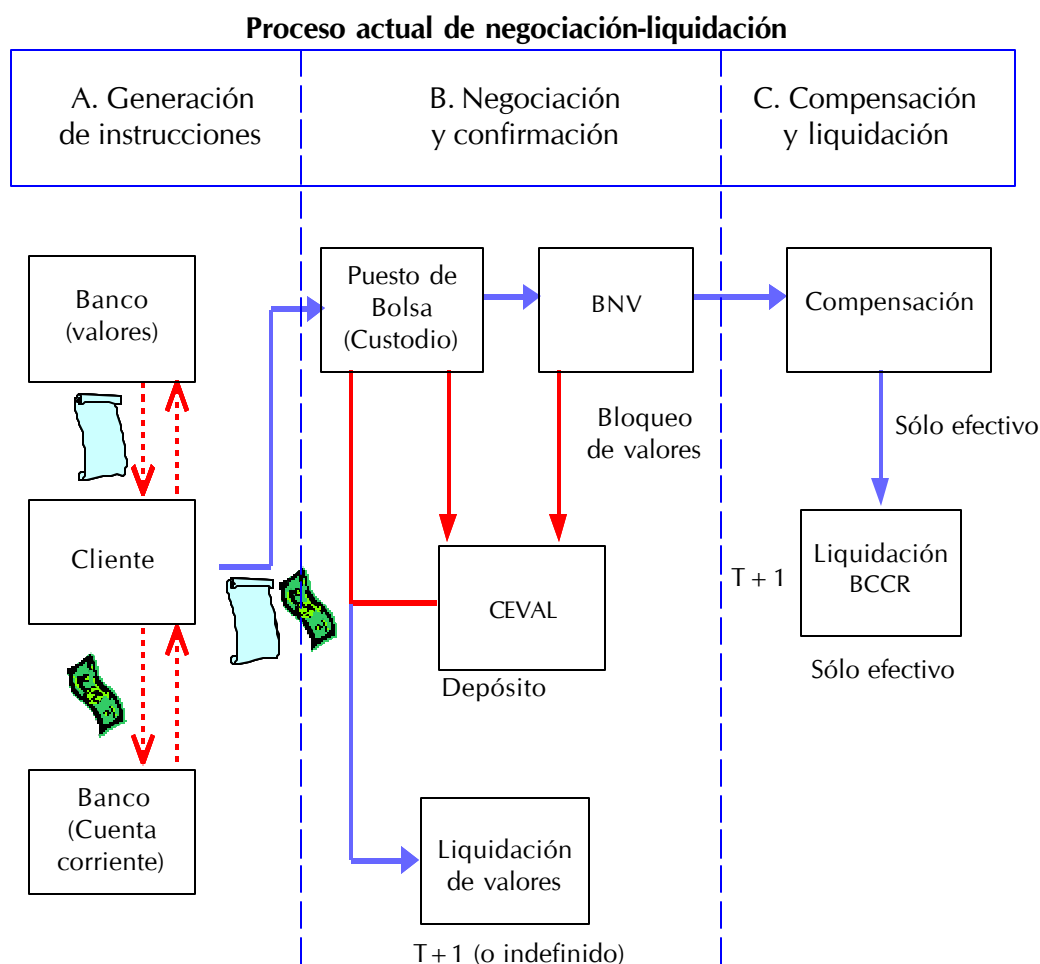 Proceso actual de negociación-liquidación
A. Generación
de instrucciones
B. Negociación
y confirmación
C. Compensación
y liquidación
Banco
(valores)
Cliente
Banco
(Cuenta
corriente)
Puesto de
Bolsa
(Custodio)
BNV
Bloqueo
de valores
CEVAL
Depósito
Liquidación
de valores
T+1 (o indefinido)
Compensación
Sólo efectivo
T+1
Liquidación
BCCR
Sólo efectivo